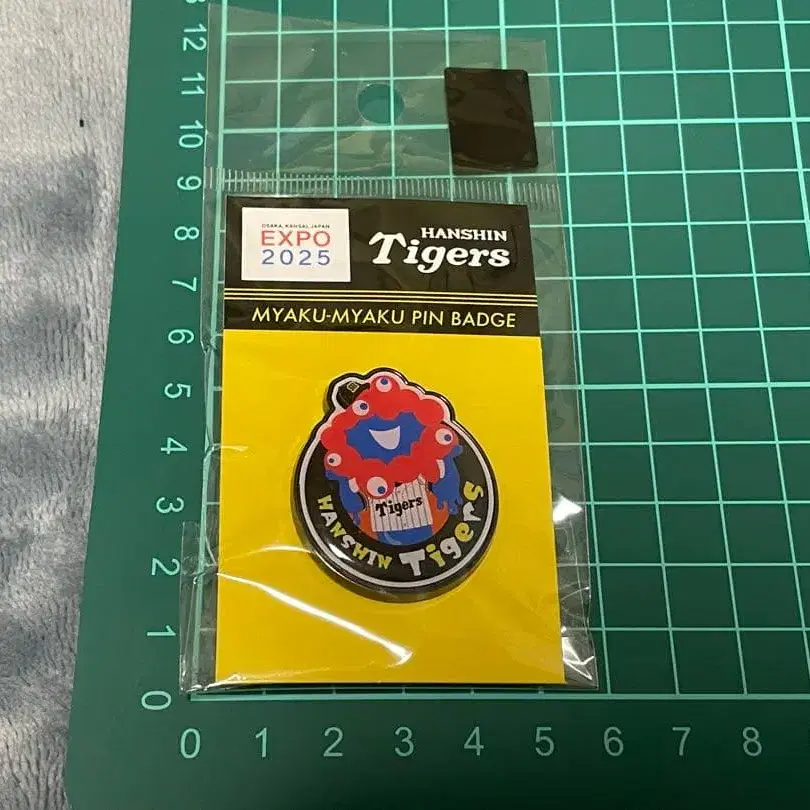 OSAKA, KANSAI, JAPAN
EXPO
2025
HANSHIN
Tigers
MYAKU-MYAKU PIN BADGE
Tigers
HANSHIN Tigers
13
12
11
10
9
8
7
6
5
4
3
2
1
0
0 1 2 3 4 5 6 7 8